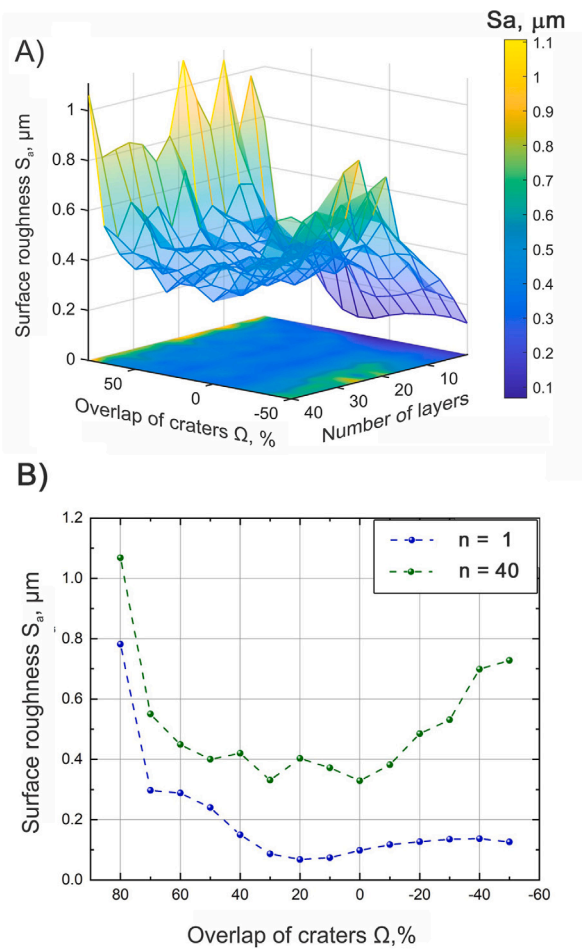 Sa, μm
A)
1.1
1
0.9
0.8
0.7
0.6
0.5
0.4
0.3
0.2
0.1
Surface roughness Sa, μm
1
0.8
0.6
0.4
0.2
0
50
0
-50
Overlap of craters Ω, %
40
30
20
10
Number of layers
B)
Surface roughness Sa, μm
1.2
1.0
0.8
0.6
0.4
0.2
0.0
n = 1
n = 40
80 60 40 20 0 -20 -40 -60
Overlap of craters Ω,%